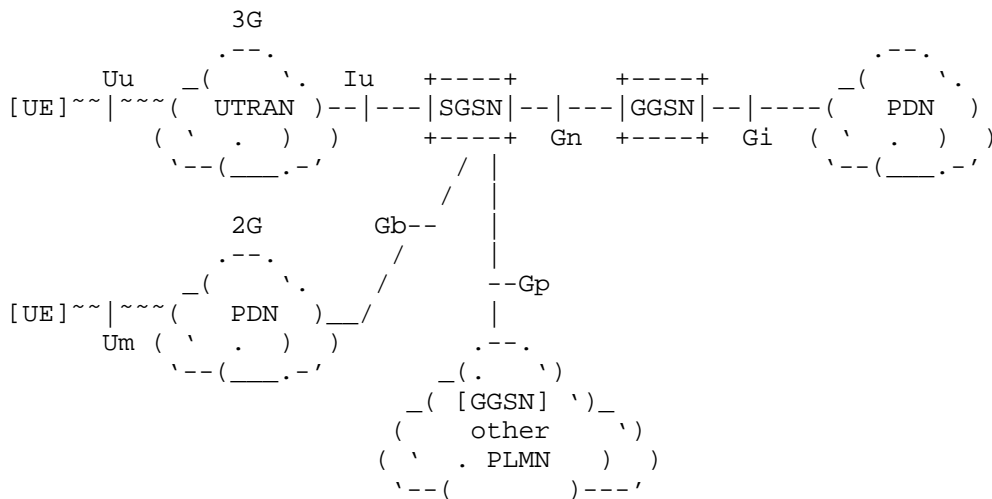 3G
Uu Iu
[UE] UTRAN SGSN GGSN PDN
Gn Gi
2G Gb
Gp
[UE] PDN
Um
[GGSN]
other
PLMN